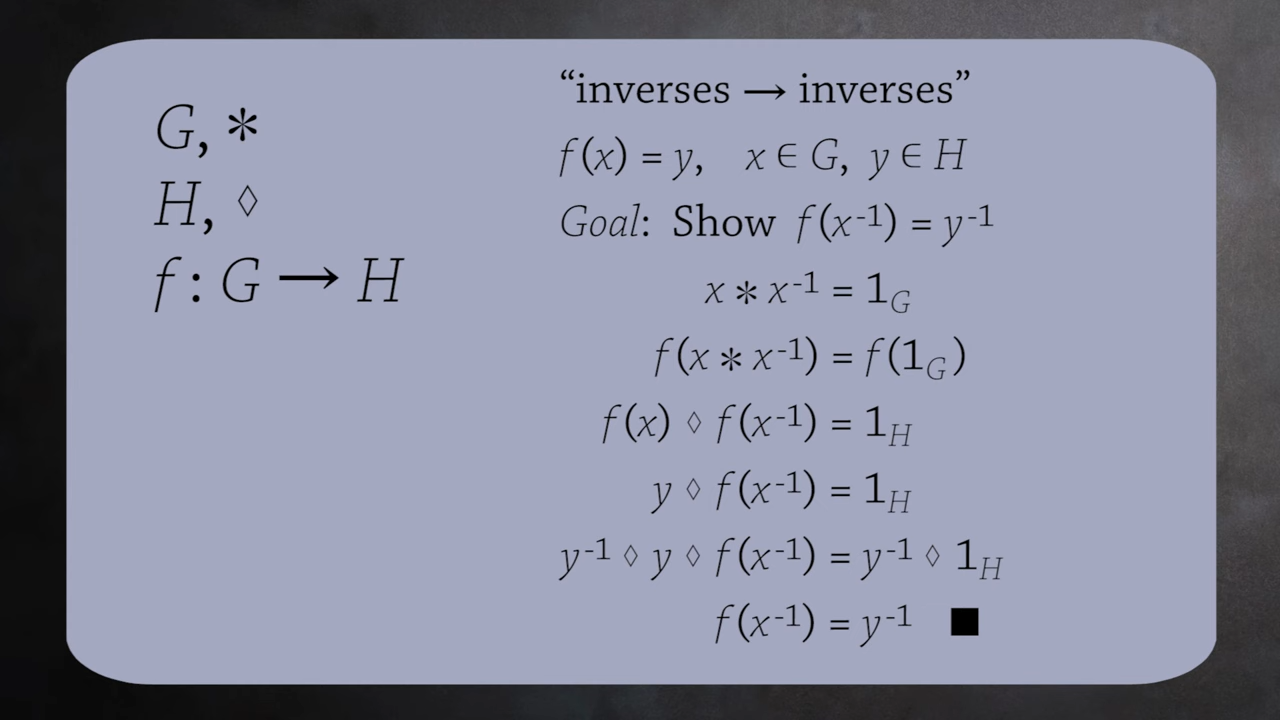 G, *
H, ◊
f : G ⟶ H
“inverses ⟶ inverses”
f(x) = y, x ∈ G, y ∈ H
Goal: Show f(x⁻¹) = y⁻¹
x * x⁻¹ = 1_G
f(x * x⁻¹) = f(1_G)
f(x) ◊ f(x⁻¹) = 1_H
y ◊ f(x⁻¹) = 1_H
y⁻¹ ◊ y ◊ f(x⁻¹) = y⁻¹ ◊ 1_H
f(x⁻¹) = y⁻¹ ■